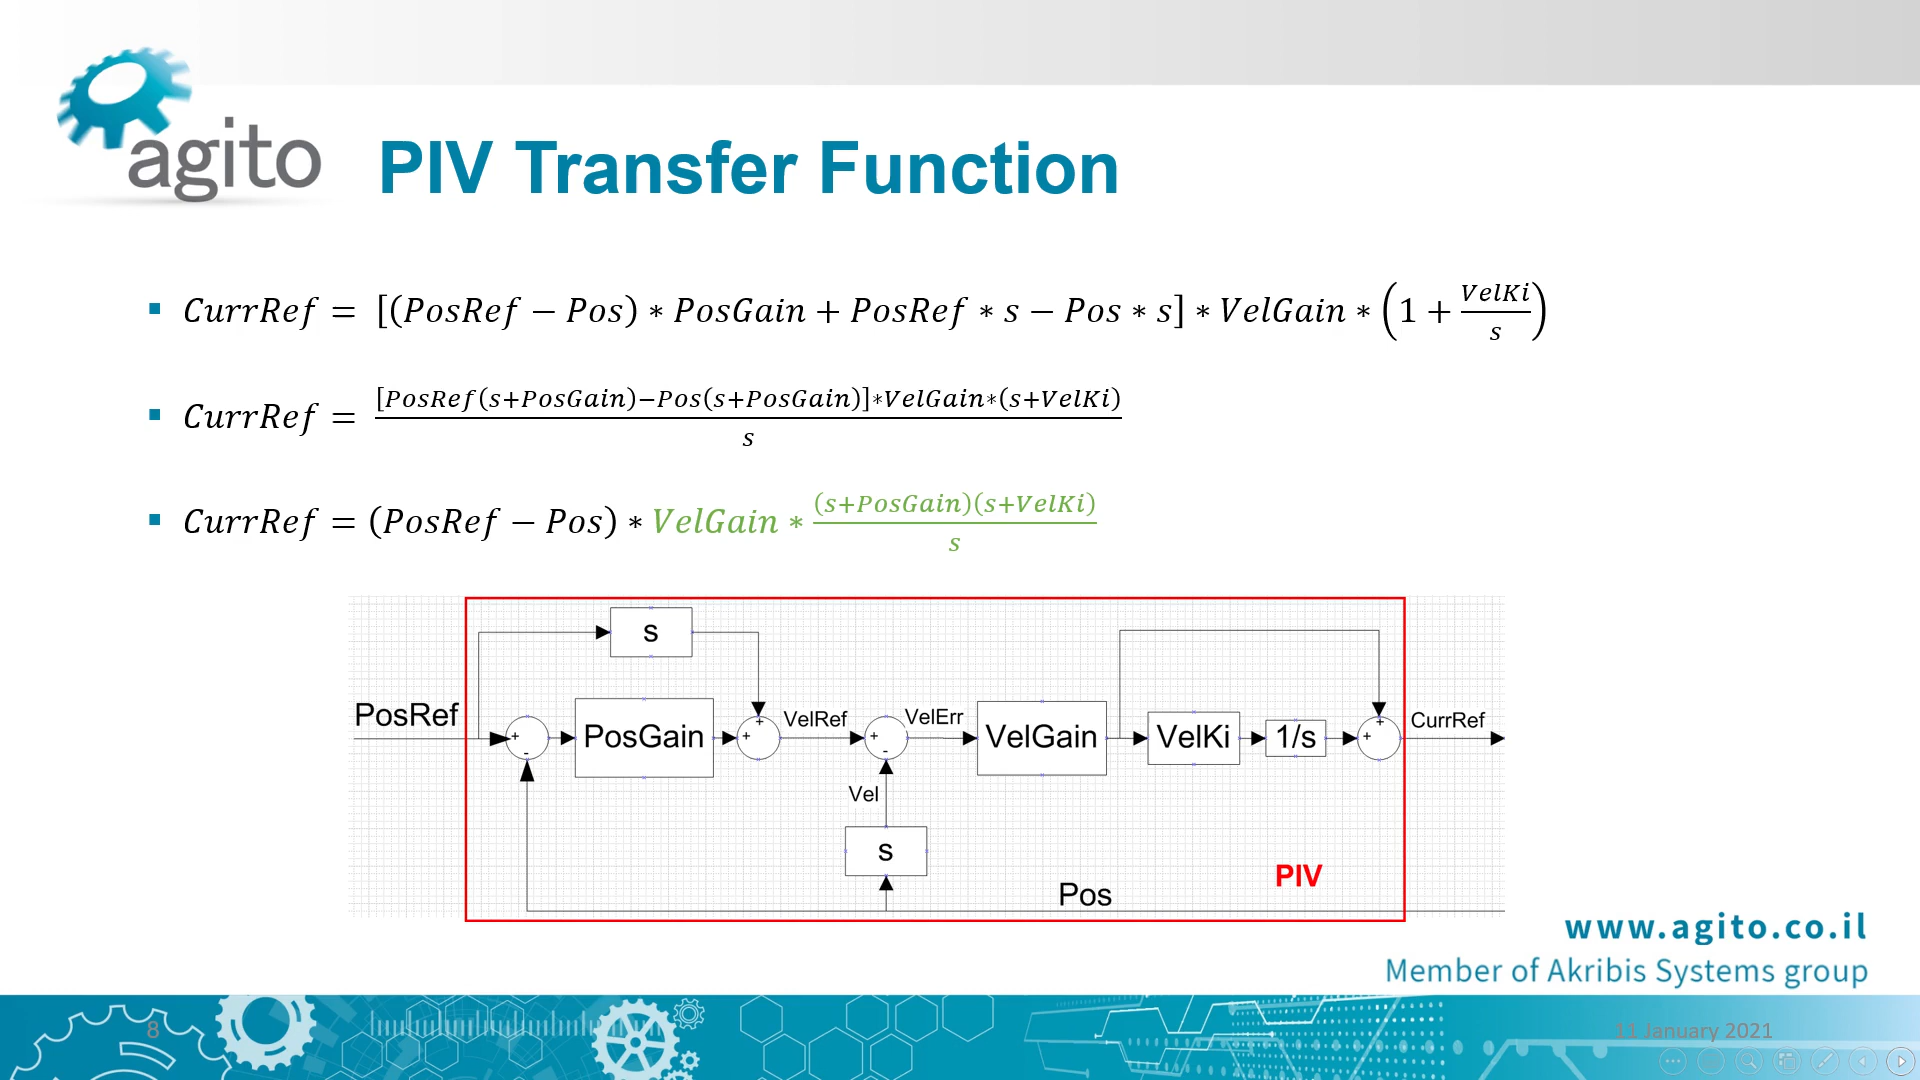 agito
PIV Transfer Function
▪ CurrRef = [(PosRef − Pos) ∗ PosGain + PosRef ∗ s − Pos ∗ s] ∗ VelGain ∗ (1 + VelKi/s)
▪ CurrRef = [PosRef(s+PosGain)−Pos(s+PosGain)]∗VelGain∗(s+VelKi)/s
▪ CurrRef = (PosRef − Pos) ∗ VelGain ∗ (s+PosGain)(s+VelKi)/s
s
PosRef
+
-
PosGain
+
+
VelRef
+
-
VelErr
VelGain
VelKi
1/s
+
+
CurrRef
Vel
s
PIV
Pos
www.agito.co.il
Member of Akribis Systems group
8
11 January 2021